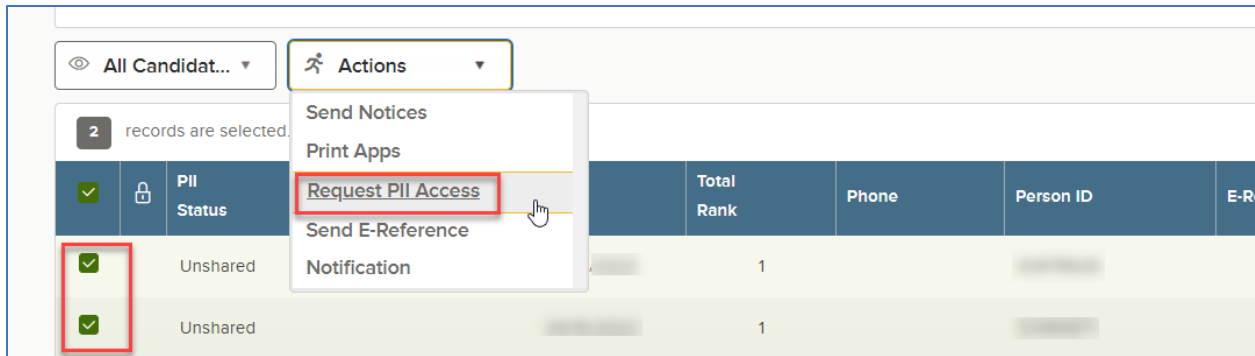 All Candidat...
Actions
Send Notices
Print Apps
Request PII Access
Send E-Reference
Notification
2 records are selected.
PII Status
Total Rank
Phone
Person ID
E-R
Unshared
1
Unshared
1